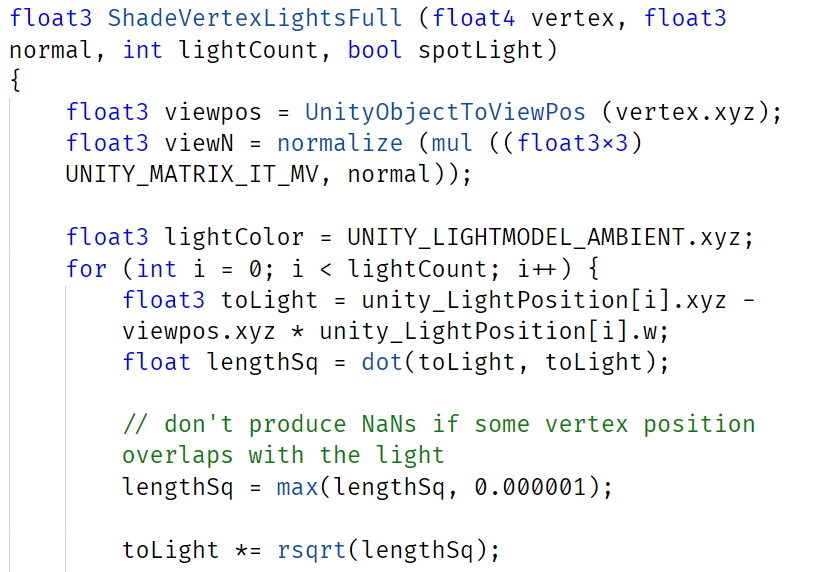 float3 ShadeVertexLightsFull (float4 vertex, float3
normal, int lightCount, bool spotLight)
{
float3 viewpos = UnityObjectToViewPos (vertex.xyz);
float3 viewN = normalize (mul ((float3×3)
UNITY_MATRIX_IT_MV, normal));
float3 lightColor = UNITY_LIGHTMODEL_AMBIENT.xyz;
for (int i = 0; i < lightCount; i++) {
float3 toLight = unity_LightPosition[i].xyz -
viewpos.xyz * unity_LightPosition[i].w;
float lengthSq = dot(toLight, toLight);
// don't produce NaNs if some vertex position
overlaps with the light
lengthSq = max(lengthSq, 0.000001);
toLight *= rsqrt(lengthSq);